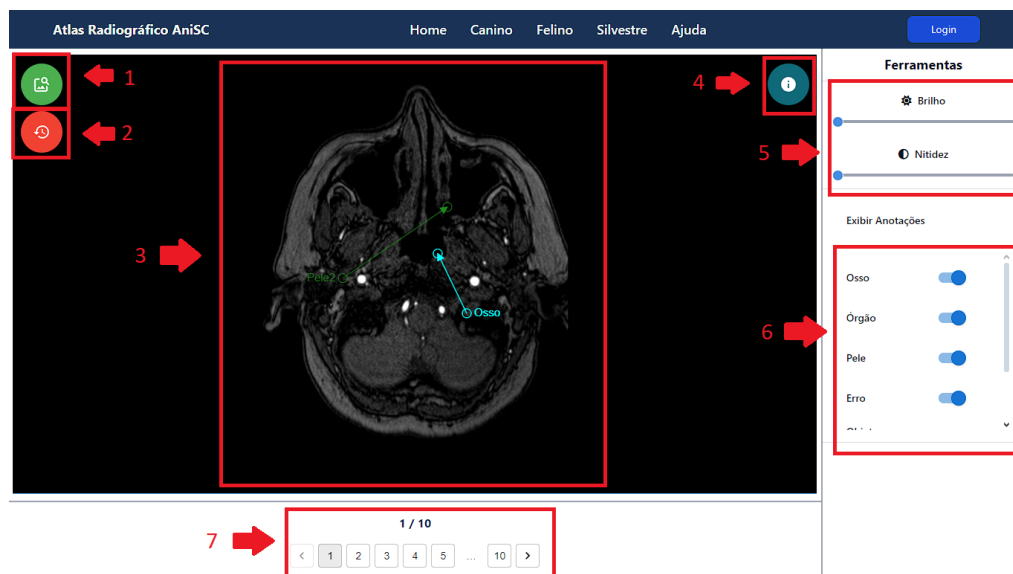 Atlas Radiográfico AniSC Home Canino Felino Silvestre Ajuda Login
Ferramentas
1
4
Brilho
2
5
Nitidez
Exibir Anotações
3
Pele2
Osso
Osso
Órgão
6
Pele
Erro
1 / 10
7
1 2 3 4 5 ... 10